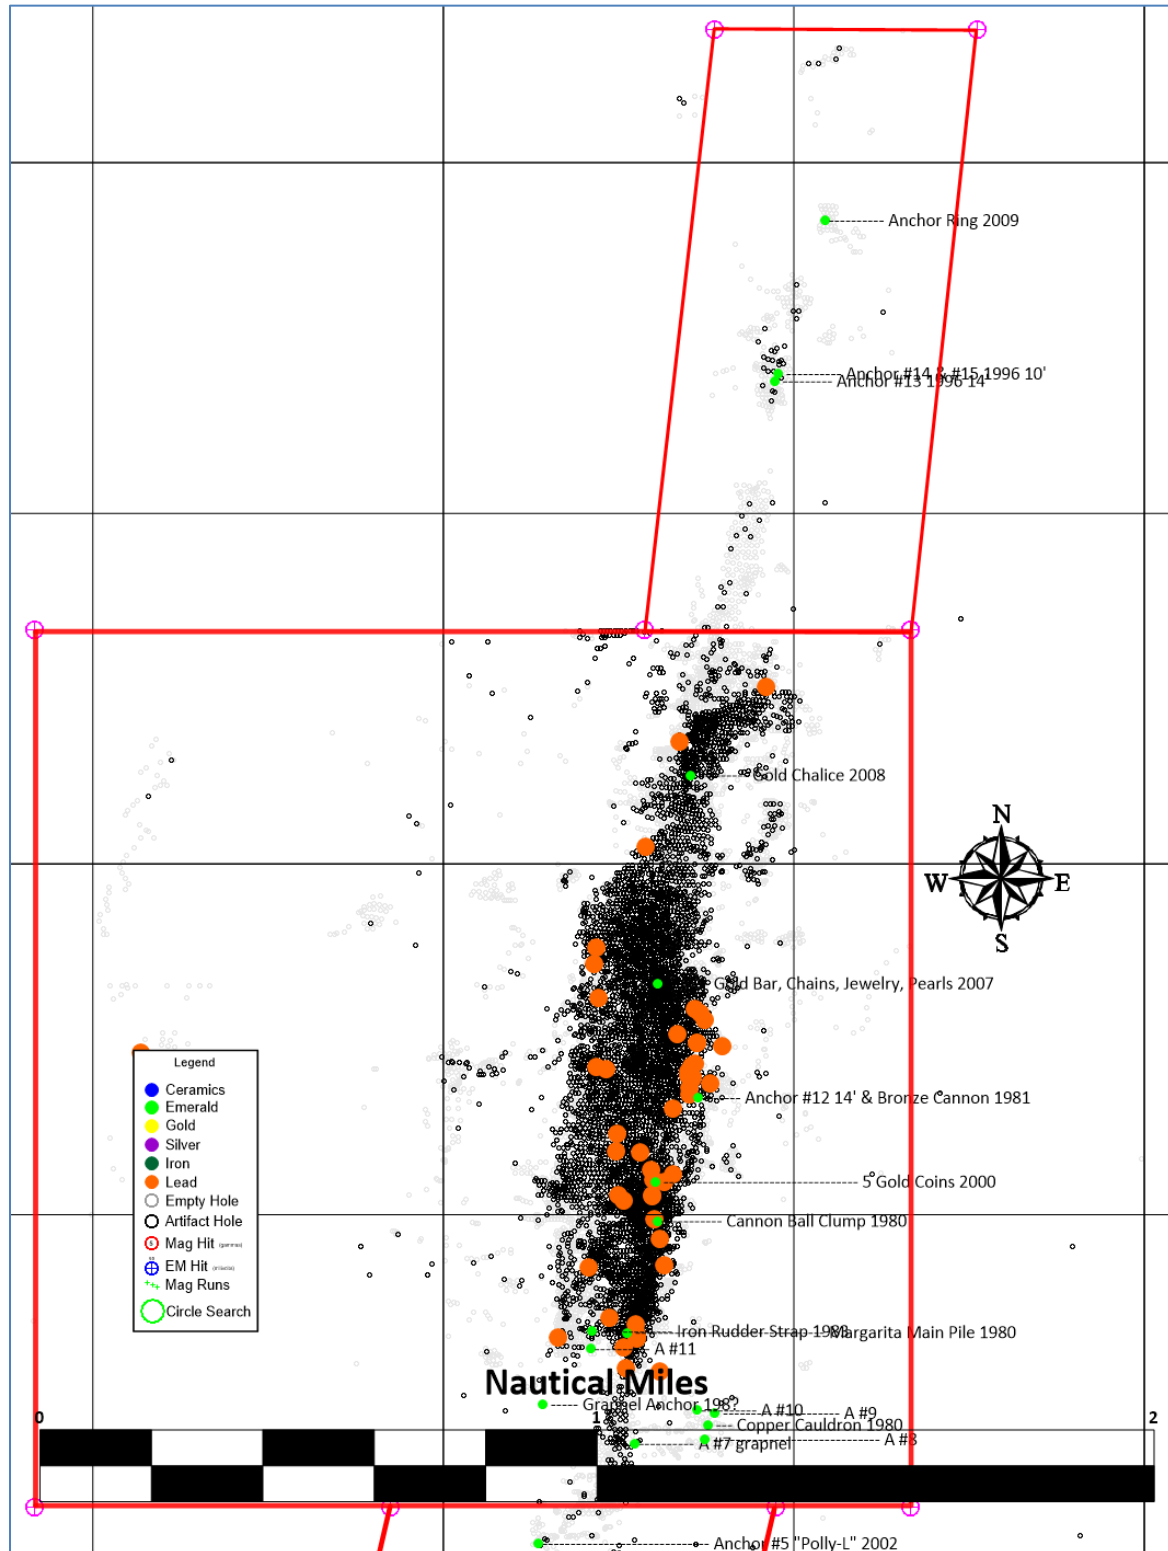 Anchor Ring 2009
Anchor #14 & #15 1996 10'
Anchor #13 1996 14'
Gold Chalice 2008
N
W
E
S
Gold Bar, Chains, Jewelry, Pearls 2007
Anchor #12 14' & Bronze Cannon 1981
5 Gold Coins 2000
Cannon Ball Clump 1980
Legend
Ceramics
Emerald
Gold
Silver
Iron
Lead
Empty Hole
Artifact Hole
Mag Hit
EM Hit
Mag Runs
Circle Search
Iron Rudder Strap
Margarita Main Pile 1980
A #11
Nautical Miles
Grapnel Anchor 198?
A #10
A #9
0
1
2
Copper Cauldron 1980
A #8
A #7 grapnel
Anchor #5 "Polly-L" 2002